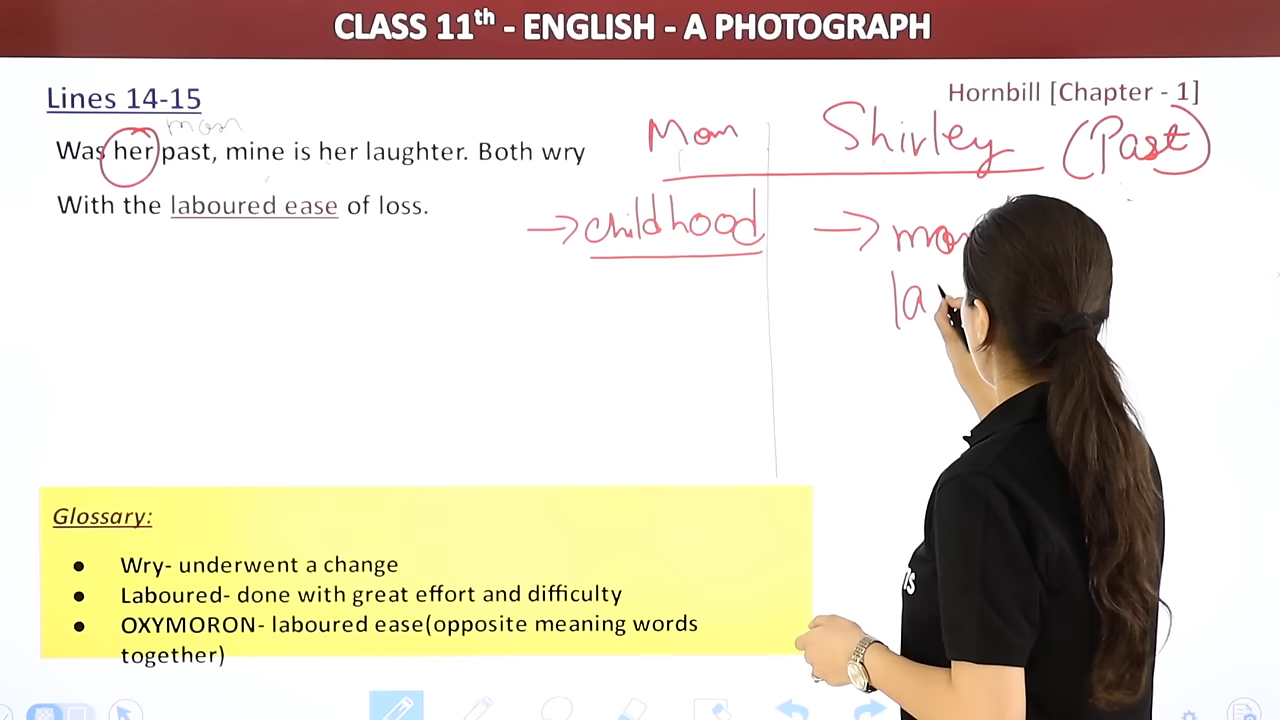 CLASS 11th - ENGLISH - A PHOTOGRAPH
Lines 14-15
Hornbill [Chapter - 1]
mom
Was her past, mine is her laughter. Both wry
With the laboured ease of loss.
Mom Shirley (Past)
→ childhood → mom
la
Glossary:
● Wry- underwent a change
● Laboured- done with great effort and difficulty
● OXYMORON- laboured ease(opposite meaning words
together)